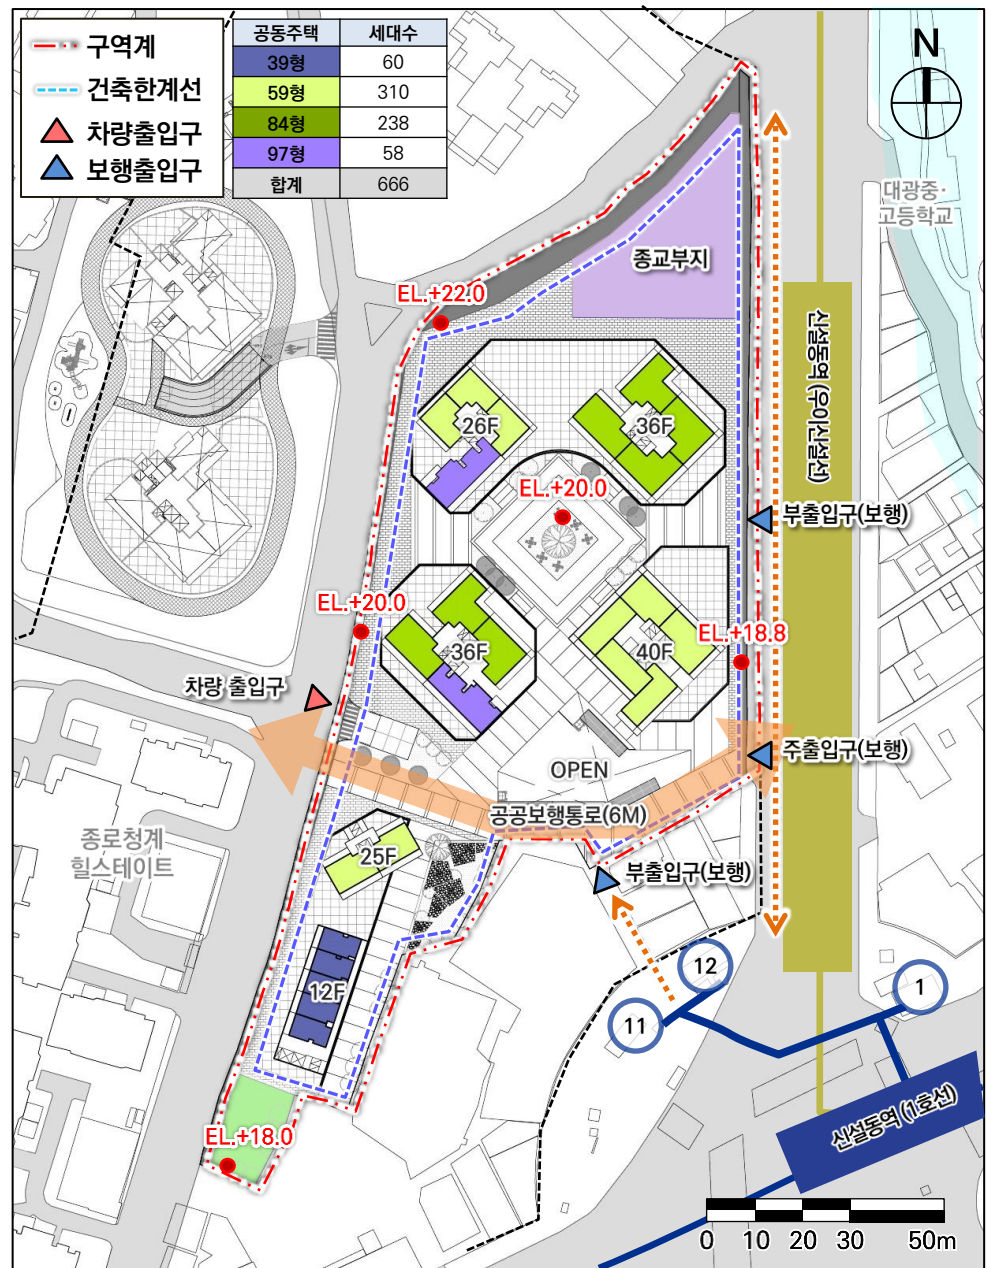 구역계
건축한계선
차량출입구
보행출입구
공동주택 세대수
39형 60
59형 310
84형 238
97형 58
합계 666
N
대광중·
고등학교
종교부지
EL.+22.0
신설동역 (우이신설선)
26F
36F
EL.+20.0
부출입구(보행)
EL.+20.0
EL.+18.8
36F
40F
차량 출입구
주출입구(보행)
OPEN
공공보행통로(6M)
종로청계
힐스테이트
25F
부출입구(보행)
12F
12
11
1
신설동역 (1호선)
EL.+18.0
0 10 20 30 50m